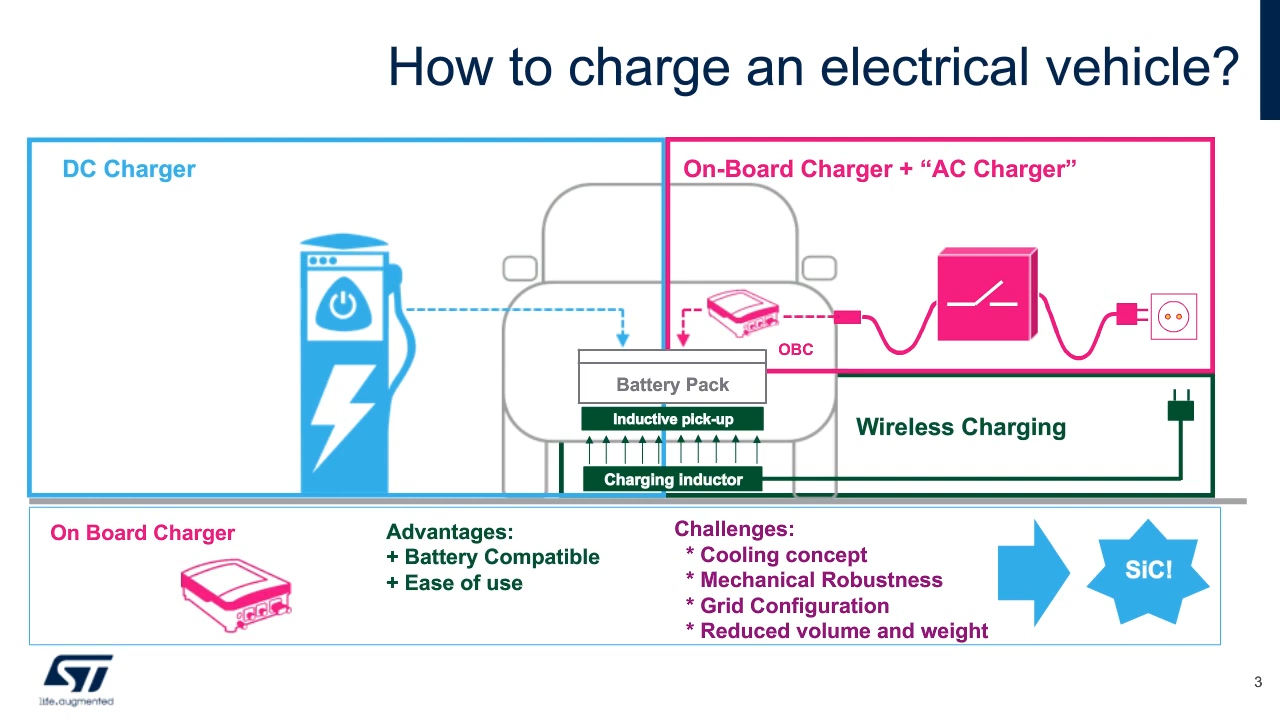 How to charge an electrical vehicle?
DC Charger
On-Board Charger + “AC Charger”
OBC
Battery Pack
Inductive pick-up
Wireless Charging
Charging inductor
On Board Charger
Advantages:
+ Battery Compatible
+ Ease of use
Challenges:
* Cooling concept
* Mechanical Robustness
* Grid Configuration
* Reduced volume and weight
SiC!
ST
life.augmented
3